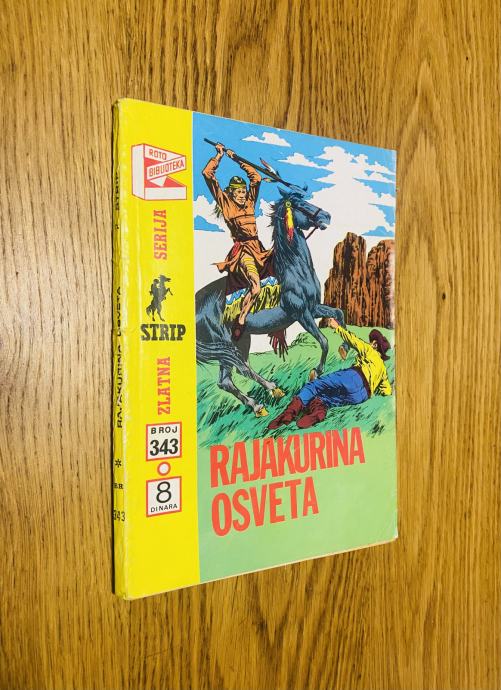 ROTO
BIBLIOTEKA
ZLATNA STRIP SERIJA
BROJ
343
8
DINARA
RAJAKURINA
OSVETA
RAJAKURINA OSVETA
343